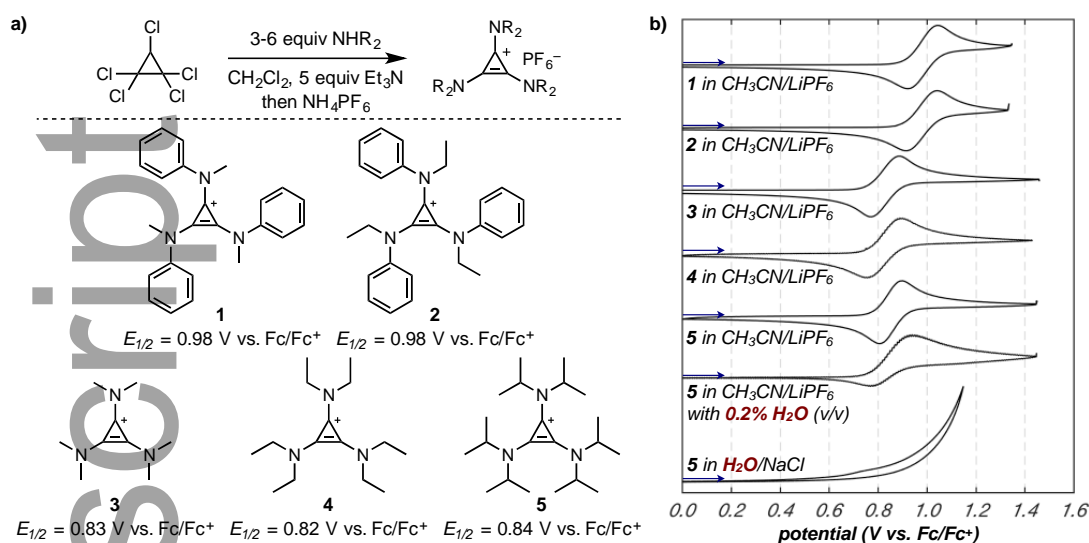 a)
Cl
Cl Cl
Cl Cl
3-6 equiv NHR2
CH2Cl2, 5 equiv Et3N
then NH4PF6
NR2
+
PF6−
R2N NR2
N
+
N N
1
E1/2 = 0.98 V vs. Fc/Fc+
N
+
N N
2
E1/2 = 0.98 V vs. Fc/Fc+
N
+
N N
3
E1/2 = 0.83 V vs. Fc/Fc+
N
+
N N
4
E1/2 = 0.82 V vs. Fc/Fc+
N
+
N N
5
E1/2 = 0.84 V vs. Fc/Fc+
b)
1 in CH3CN/LiPF6
2 in CH3CN/LiPF6
3 in CH3CN/LiPF6
4 in CH3CN/LiPF6
5 in CH3CN/LiPF6
5 in CH3CN/LiPF6
with 0.2% H2O (v/v)
5 in H2O/NaCl
0.0 0.2 0.4 0.6 0.8 1.0 1.2 1.4 1.6
potential (V vs. Fc/Fc+)
script